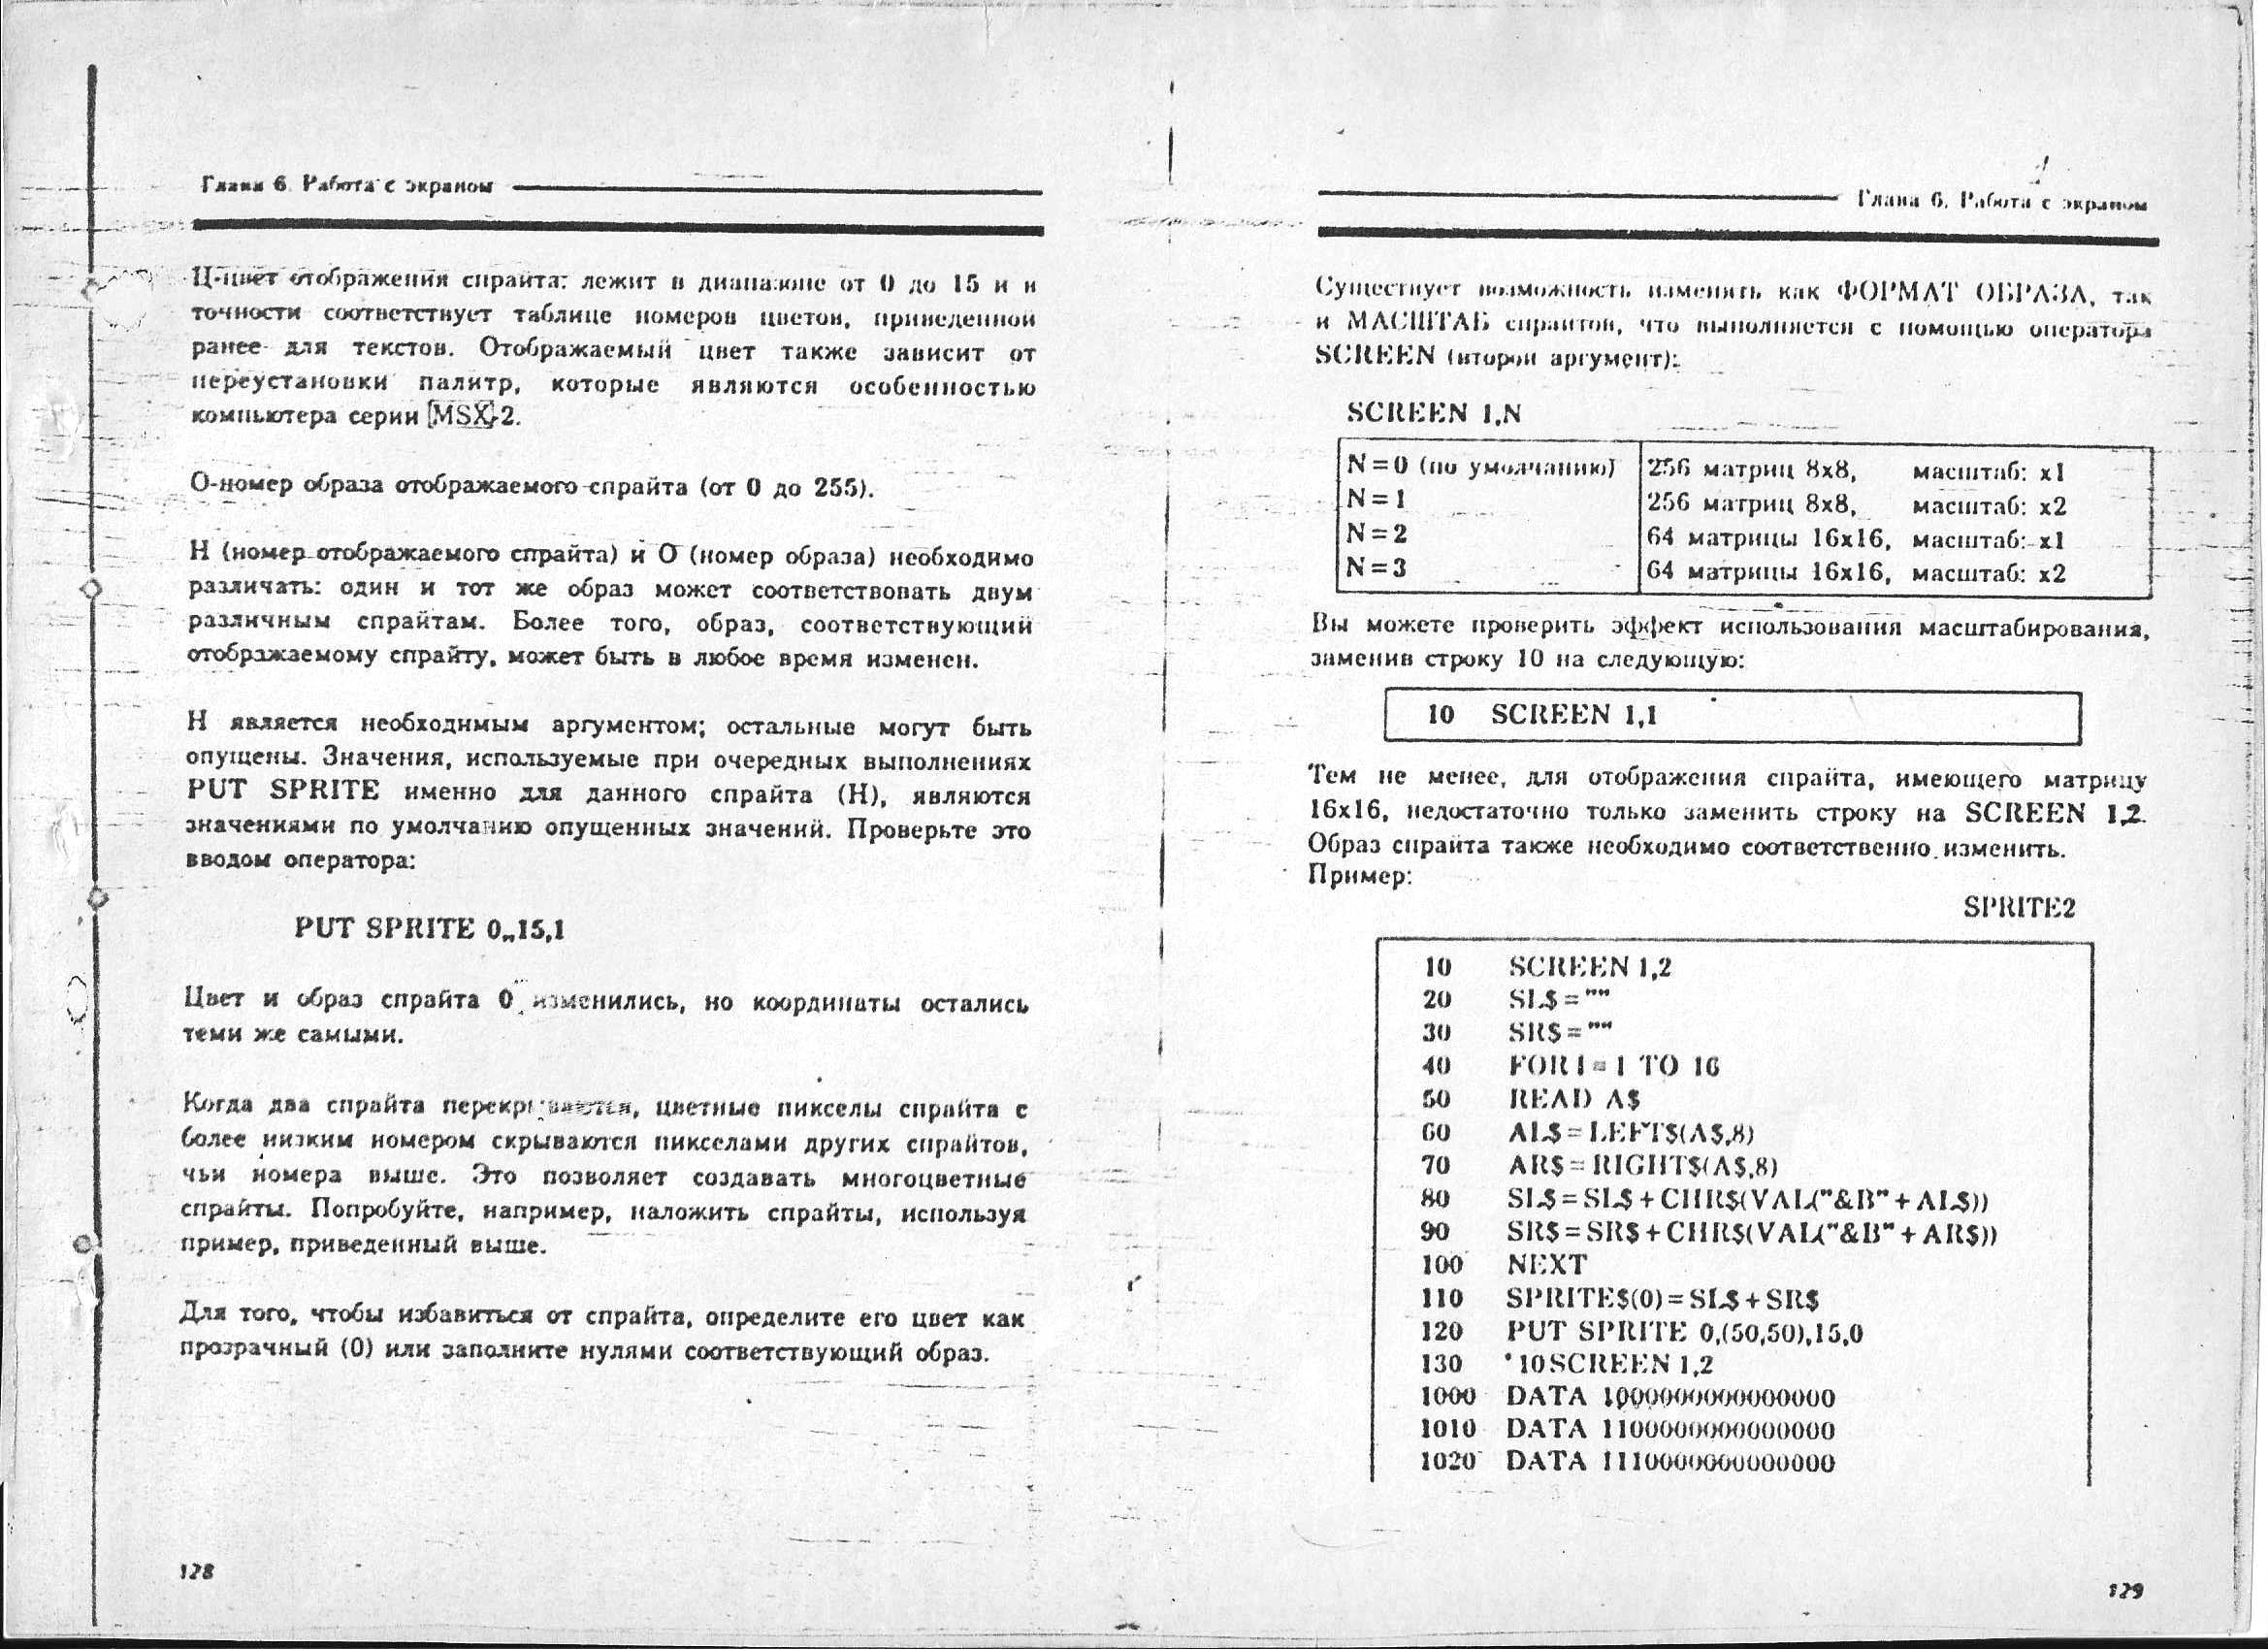 Глава 6. Работа с экраном
Ц-цвет отображения спрайта: лежит в диапазоне от 0 до 15 и в
точности соответствует таблице номеров цветов, приведенной
ранее для текстов. Отображаемый цвет также зависит от
переустановки палитр, которые являются особенностью
компьютера серии MSX-2.
О-номер образа отображаемого спрайта (от 0 до 255).
Н (номер отображаемого спрайта) и О (номер образа) необходимо
различать: один и тот же образ может соответствовать двум
различным спрайтам. Более того, образ, соответствующий
отображаемому спрайту, может быть в любое время изменен.
Н является необходимым аргументом; остальные могут быть
опущены. Значения, используемые при очередных выполнениях
PUT SPRITE именно для данного спрайта (Н), являются
значениями по умолчанию опущенных значений. Проверьте это
вводом оператора:
PUT SPRITE 0,,15,1
Цвет и образ спрайта 0 изменились, но координаты остались
теми же самыми.
Когда два спрайта перекрываются, цветные пикселы спрайта с
более низким номером скрываются пикселами других спрайтов,
чьи номера выше. Это позволяет создавать многоцветные
спрайты. Попробуйте, например, наложить спрайты, используя
пример, приведенный выше.
Для того, чтобы избавиться от спрайта, определите его цвет как
прозрачный (0) или заполните нулями соответствующий образ.
128
Глава 6. Работа с экраном
Существует возможность изменять как ФОРМАТ ОБРАЗА, так
и МАСШТАБ спрайтов, что выполняется с помощью оператора
SCREEN (второй аргумент):
SCREEN 1,N
N=0 (по умолчанию) 256 матриц 8x8, масштаб: x1
N=1 256 матриц 8x8, масштаб: x2
N=2 64 матрицы 16x16, масштаб: x1
N=3 64 матрицы 16x16, масштаб: x2
Вы можете проверить эффект использования масштабирования,
заменив строку 10 на следующую:
10 SCREEN 1,1
Тем не менее, для отображения спрайта, имеющего матрицу
16x16, недостаточно только заменить строку на SCREEN 1,2.
Образ спрайта также необходимо соответственно изменить.
Пример:
SPRITE2
10 SCREEN 1,2
20 SL$=""
30 SR$=""
40 FOR I=1 TO 16
50 READ A$
60 AL$=LEFT$(A$,8)
70 AR$=RIGHT$(A$,8)
80 SL$=SL$+CHR$(VAL("&B"+AL$))
90 SR$=SR$+CHR$(VAL("&B"+AR$))
100 NEXT
110 SPRITE$(0)=SL$+SR$
120 PUT SPRITE 0,(50,50),15,0
130 '10SCREEN 1,2
1000 DATA 1000000000000000
1010 DATA 1100000000000000
1020 DATA 1110000000000000
129